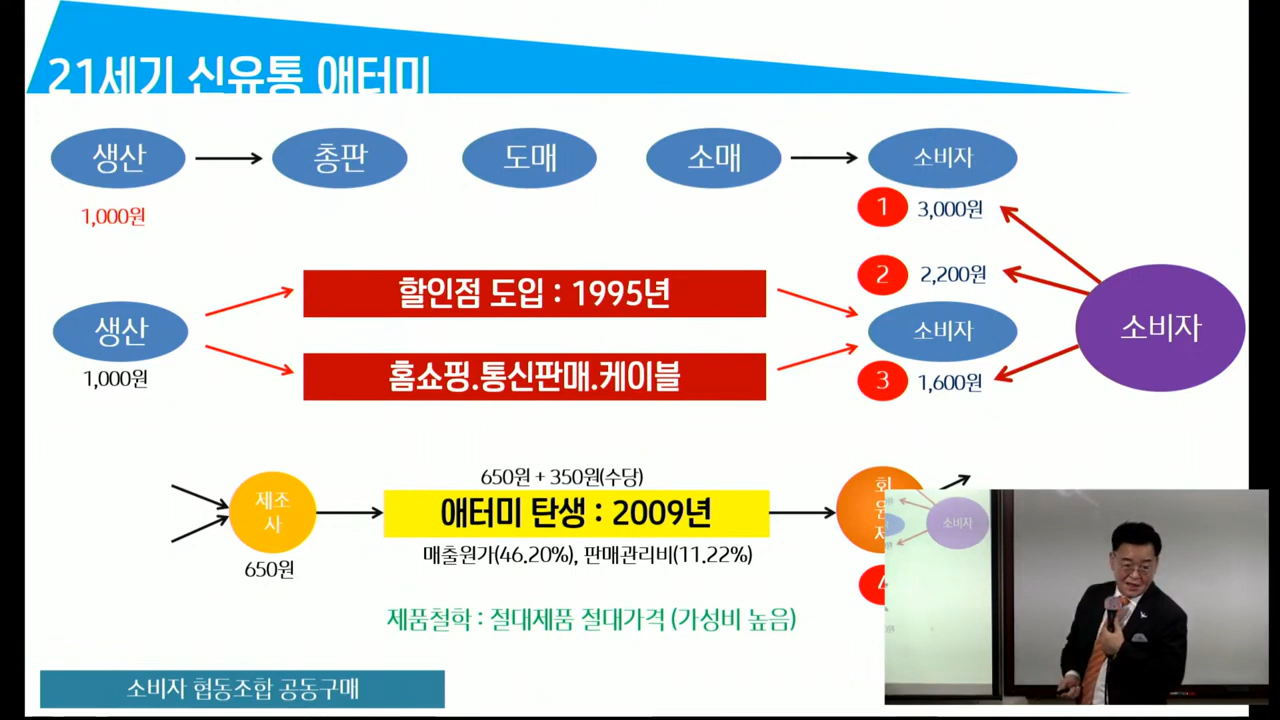 21세기 신유통 애터미
생산
총판
도매
소매
소비자
1,000원
1
3,000원
2
2,200원
할인점 도입 : 1995년
생산
소비자
소비자
홈쇼핑.통신판매.케이블
1,000원
3
1,600원
650원 + 350원(수당)
제조
사
애터미 탄생 : 2009년
회
원
제
650원
매출원가(46.20%), 판매관리비(11.22%)
4
제품철학 : 절대제품 절대가격 (가성비 높음)
소비자 협동조합 공동구매
소비자